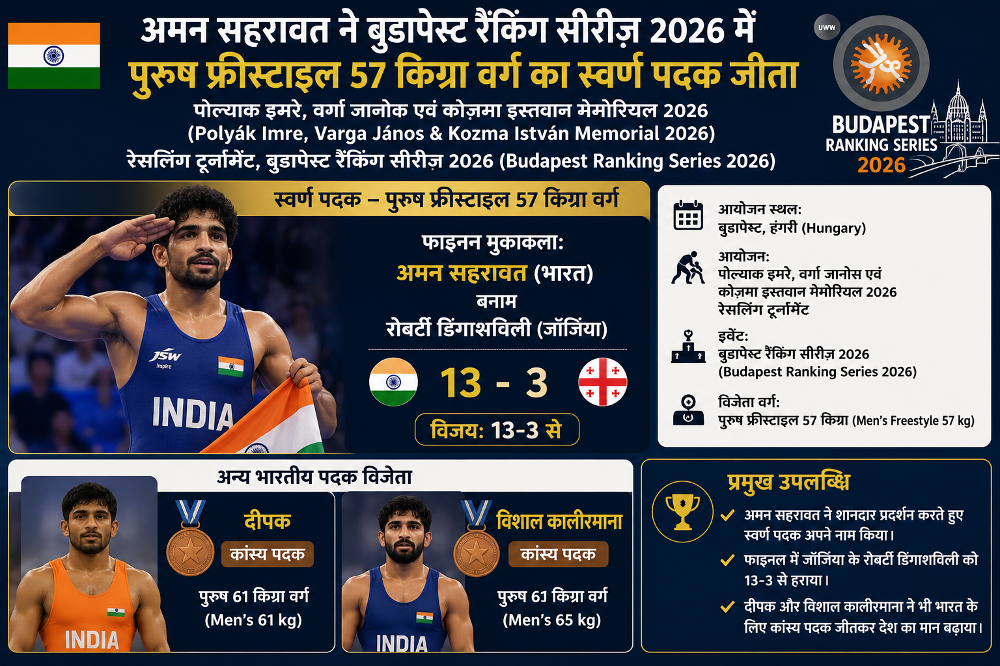 अमन सहरावत ने बुडापेस्ट रैंकिंग सीरीज़ 2026 में
पुरुष फ्रीस्टाइल 57 किग्रा वर्ग का स्वर्ण पदक जीता
पोल्याक इमरे, वर्गा जानोक एवं कोज़मा इस्तवान मेमोरियल 2026
(Polyák Imre, Varga János & Kozma István Memorial 2026)
रेसलिंग टूर्नामेंट, बुडापेस्ट रैंकिंग सीरीज़ 2026 (Budapest Ranking Series 2026)
UWW
BUDAPEST
RANKING SERIES
2026
स्वर्ण पदक – पुरुष फ्रीस्टाइल 57 किग्रा वर्ग
फाइनन मुकाकला:
अमन सहरावत (भारत)
बनाम
रोबर्टी डिंगाशविली (जॉजिंया)
13 - 3
विजय: 13-3 से
JSW
INDIA
आयोजन स्थल:
बुडापेस्ट, हंगरी (Hungary)
आयोजन:
पोल्याक इमरे, वर्गा जानोस एवं
कोज़मा इस्तवान मेमोरियल 2026
रेसलिंग टूर्नामेंट
इवेंट:
बुडापेस्ट रैंकिंग सीरीज़ 2026
(Budapest Ranking Series 2026)
विजेता वर्ग:
पुरुष फ्रीस्टाइल 57 किग्रा (Men's Freestyle 57 kg)
अन्य भारतीय पदक विजेता
दीपक
कांस्य पदक
पुरुष 61 किग्रा वर्ग
(Men's 61 kg)
INDIA
विशाल कालीरमाना
कांस्य पदक
पुरुष 61 किग्रा वर्ग
(Men's 65 kg)
INDIA
प्रमुख उपलब्धि
अमन सहरावत ने शानदार प्रदर्शन करते हुए
स्वर्ण पदक अपने नाम किया।
फाइनल में जॉजिंया के रोबर्टी डिंगाशविली को
13-3 से हराया।
दीपक और विशाल कालीरमाना ने भी भारत के
लिए कांस्य पदक जीतकर देश का मान बढ़ाया।